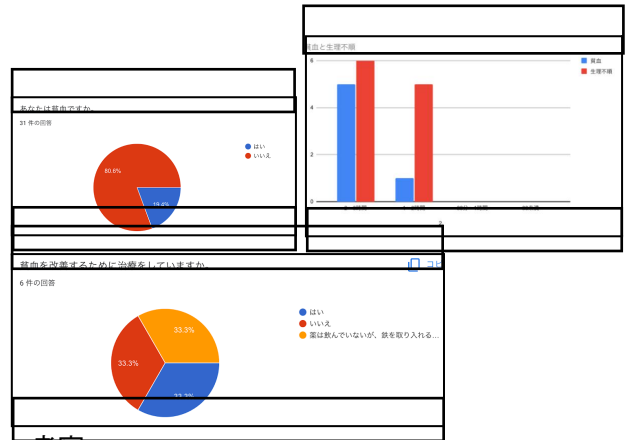 貧血と生理不順
6
4
2
0
貧血
生理不順
あなたは貧血ですか。
31 件の回答
80.6%
19.4%
はい
いいえ
貧血を改善するために治療をしていますか。
コピ
6 件の回答
33.3%
33.3%
33.3%
はい
いいえ
薬は飲んでいないが、鉄を取り入れる...